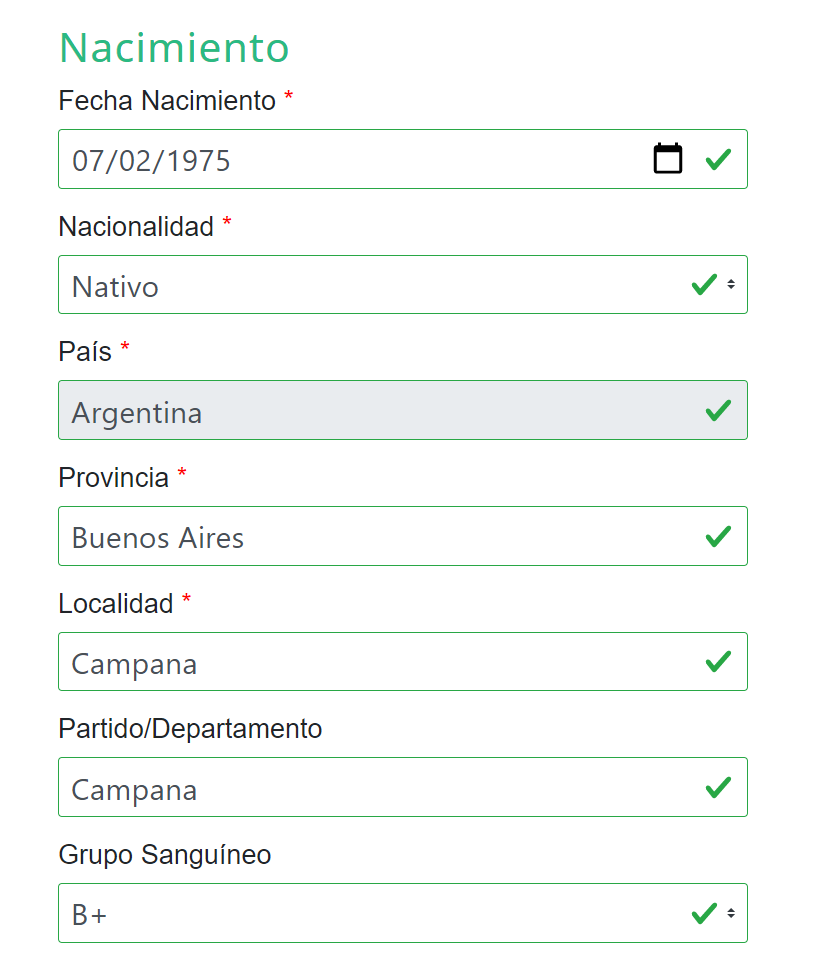 Nacimiento
Fecha Nacimiento *
07/02/1975
Nacionalidad *
Nativo
País *
Argentina
Provincia *
Buenos Aires
Localidad *
Campana
Partido/Departamento
Campana
Grupo Sanguíneo
B+